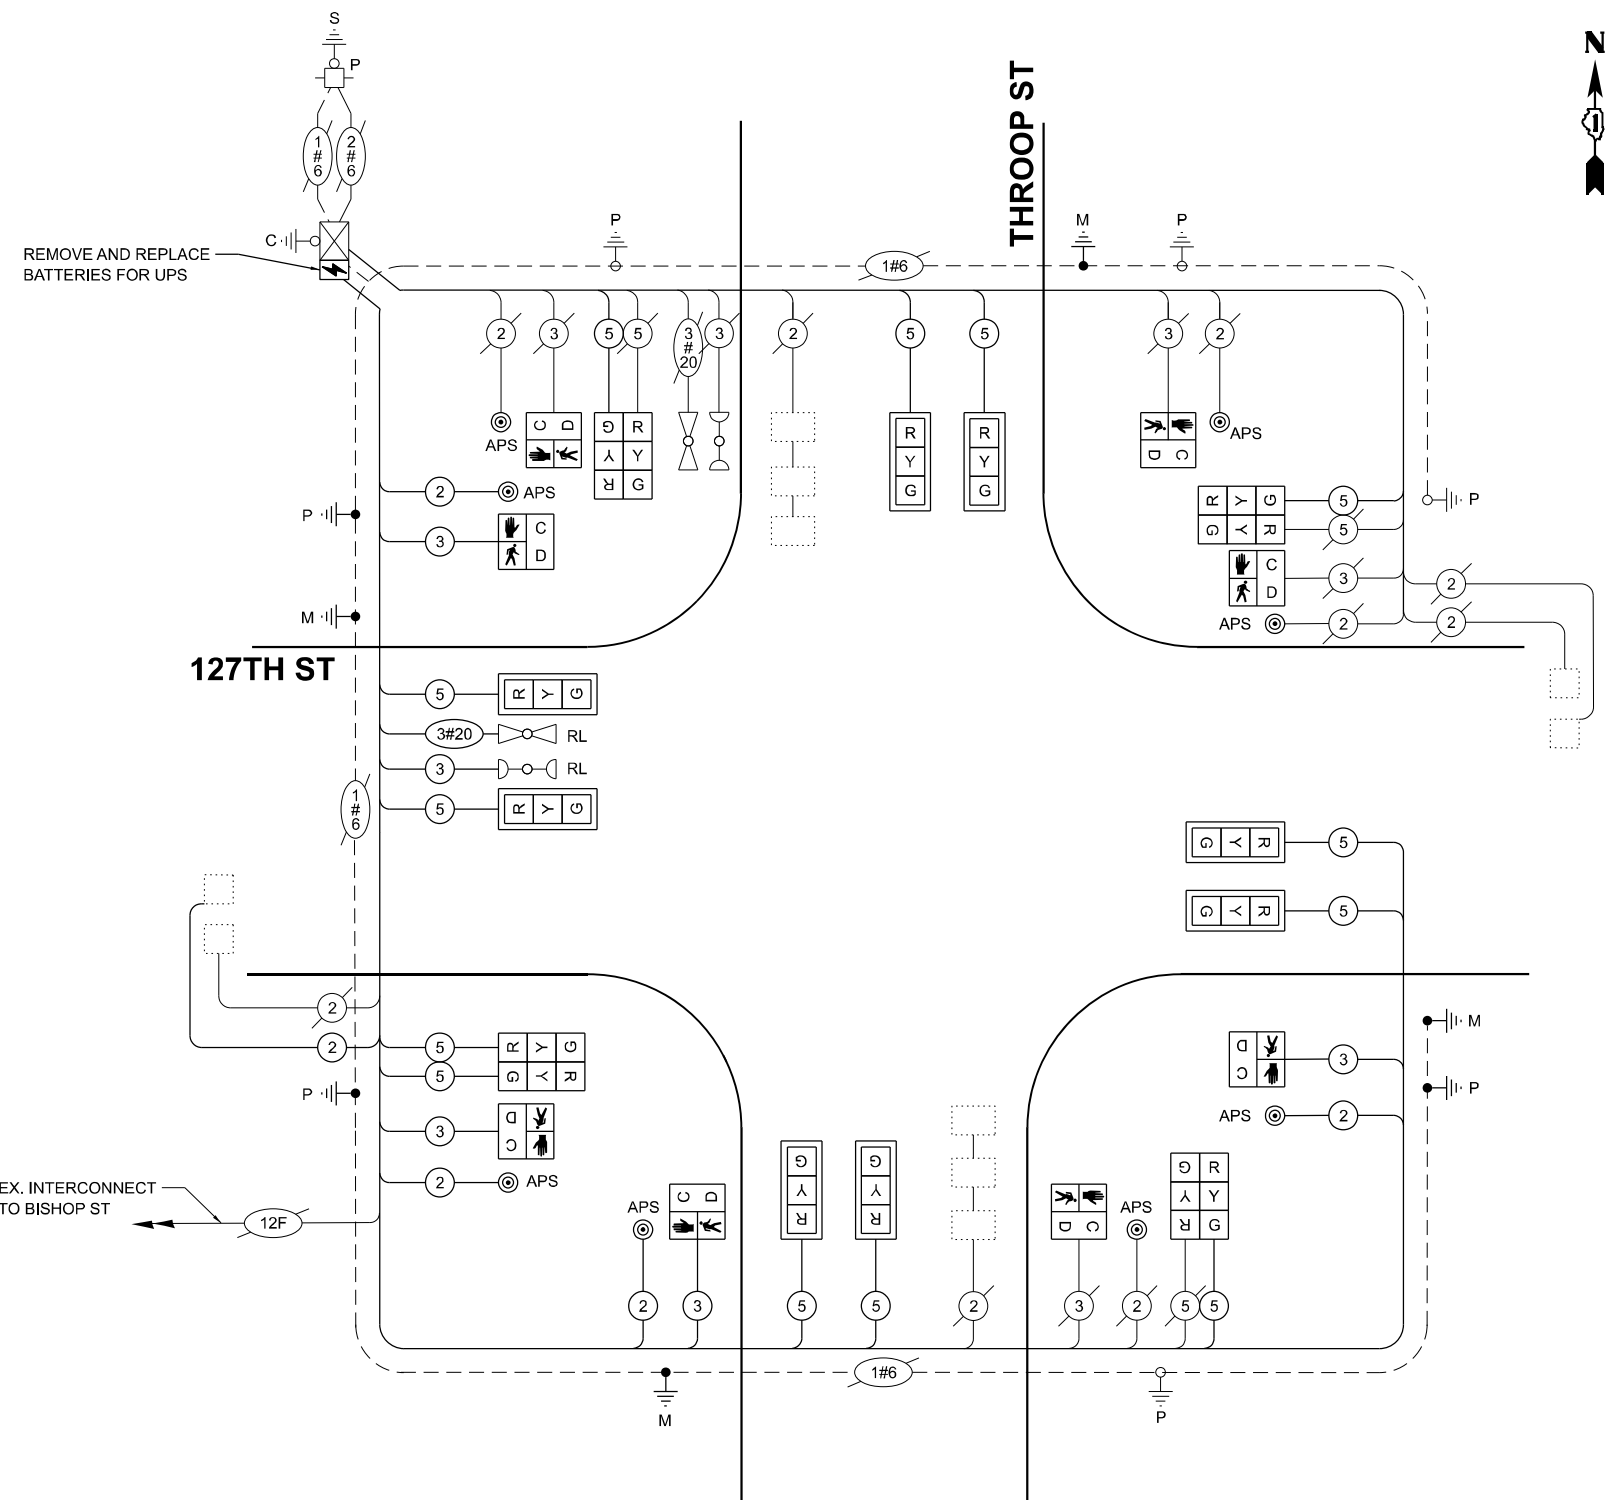 S
P
N
1
1
#
6
2
#
6
THROOP ST
C
REMOVE AND REPLACE
BATTERIES FOR UPS
P
1#6
M
P
2
3
5
5
3
#
20
3
2
5
5
3
2
APS
C D
G R
Y Y
R G
R
Y
G
R
Y
G
D C
APS
2
APS
P
3
C
D
R Y G
5
G Y R
5
P
C
D
3
2
APS
2
2
M
127TH ST
R Y G
5
3#20
RL
3
RL
5
R Y G
1
#
6
G Y R
5
G Y R
5
2
2
M
5
R Y G
5
G Y R
P
D
C
3
APS
2
P
3
D
C
2
APS
EX. INTERCONNECT
TO BISHOP ST
12F
APS
C D
G
Y
R
G
Y
R
D C
APS
G R
Y Y
R G
2
3
5
5
2
3
2
5
5
1#6
M
P